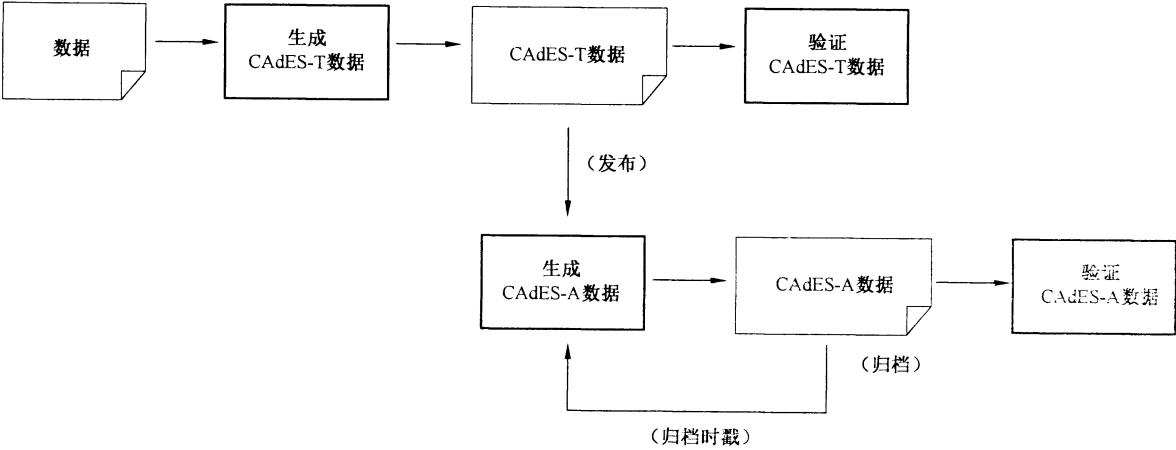 数据
生成
CAdES-T数据
CAdES-T数据
验证
CAdES-T数据
（发布）
生成
CAdES-A数据
CAdES-A数据
验证
CAdES-A数据
（归档）
（归档时戳）